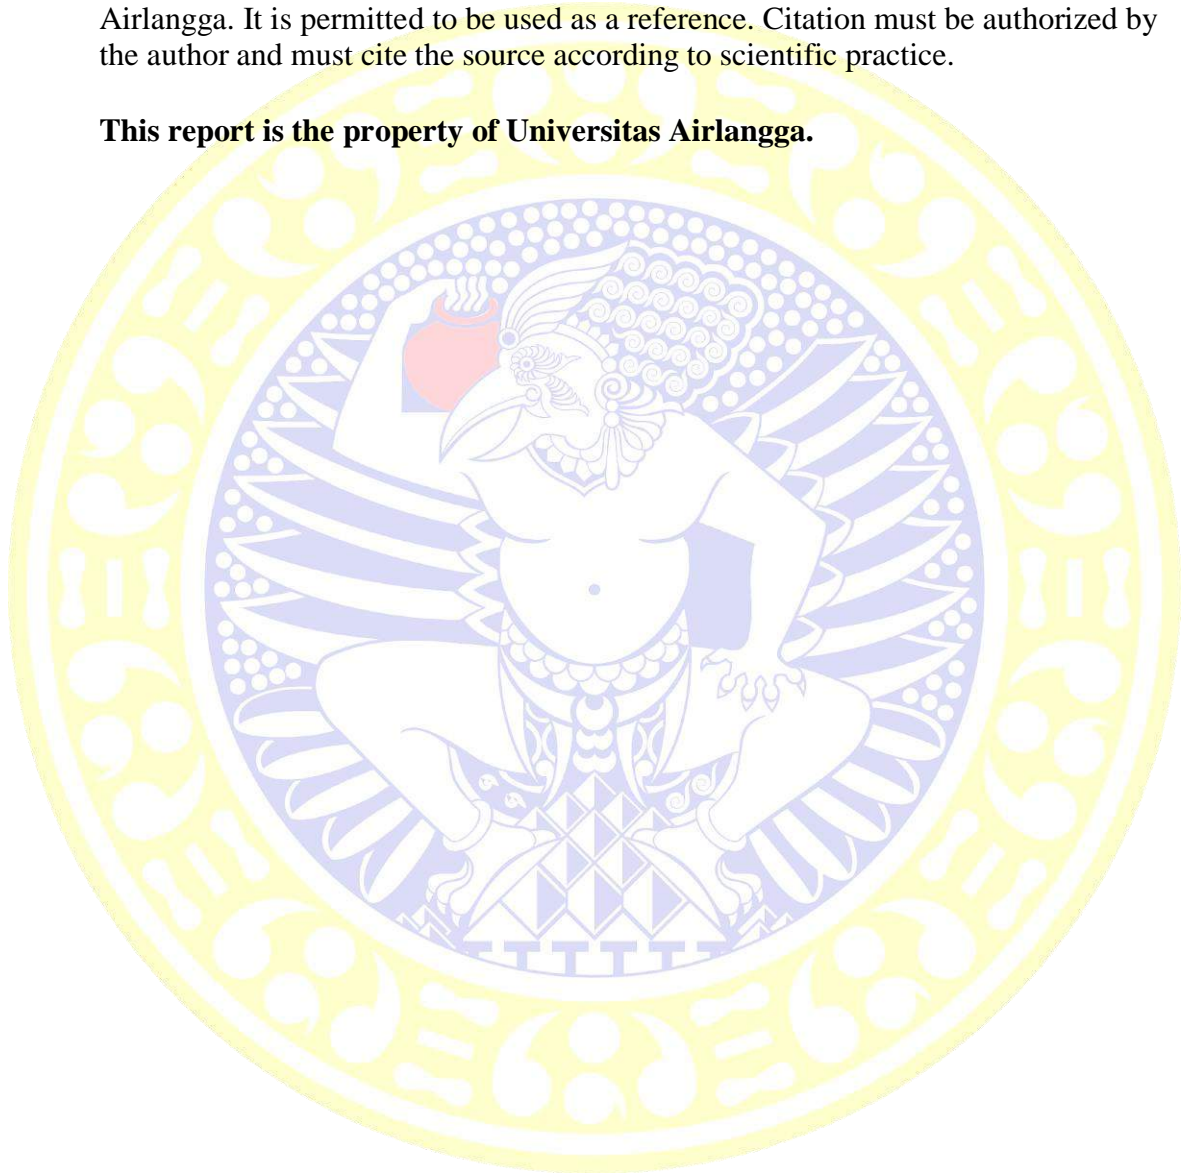 Airlangga. It is permitted to be used as a reference. Citation must be authorized by
the author and must cite the source according to scientific practice.
This report is the property of Universitas Airlangga.